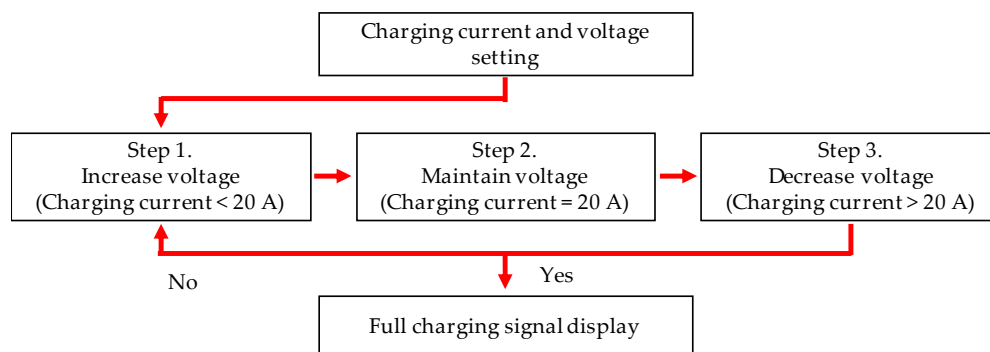 Charging current and voltage
setting
Step 1.
Increase voltage
(Charging current < 20 A)
Step 2.
Maintain voltage
(Charging current = 20 A)
Step 3.
Decrease voltage
(Charging current > 20 A)
No
Yes
Full charging signal display